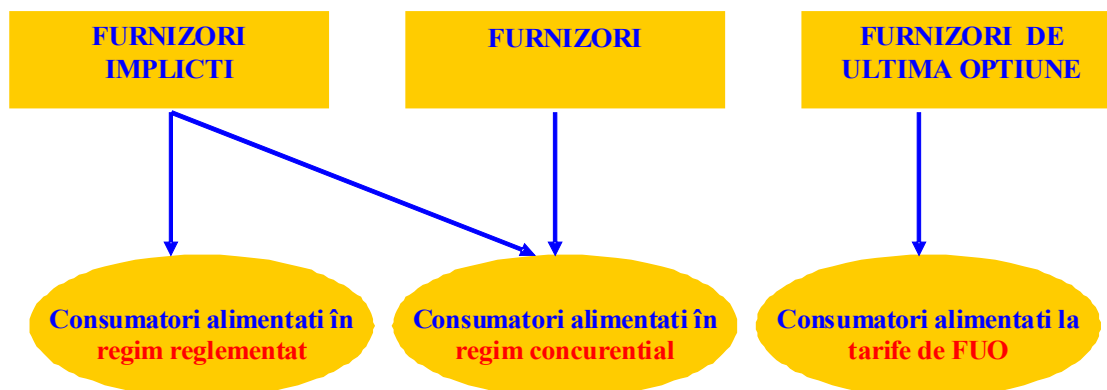 FURNIZORI
IMPLICTI
FURNIZORI
FURNIZORI DE
ULTIMA OPTIUNE
Consumatori alimentati în
regim reglementat
Consumatori alimentati în
regim concurential
Consumatori alimentati la
tarife de FUO